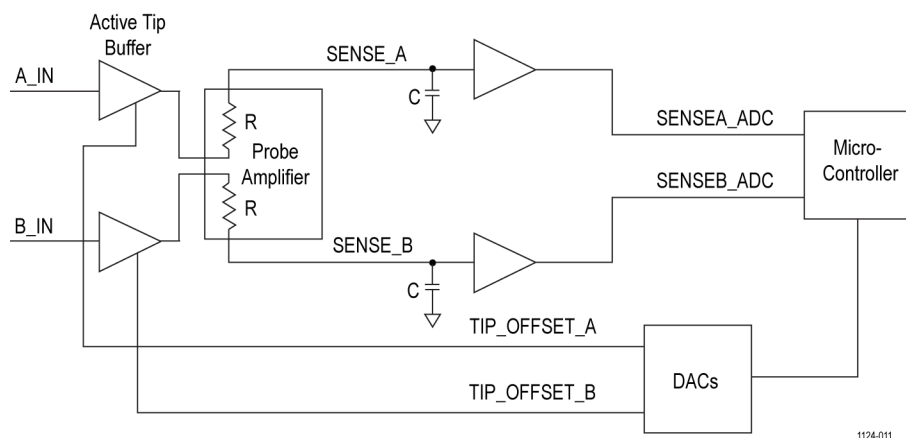 Active Tip
Buffer
A_IN
SENSE_A
C
R
Probe
Amplifier
R
SENSEA_ADC
Micro-
Controller
SENSEB_ADC
B_IN
SENSE_B
C
TIP_OFFSET_A
DACs
TIP_OFFSET_B
1124-011